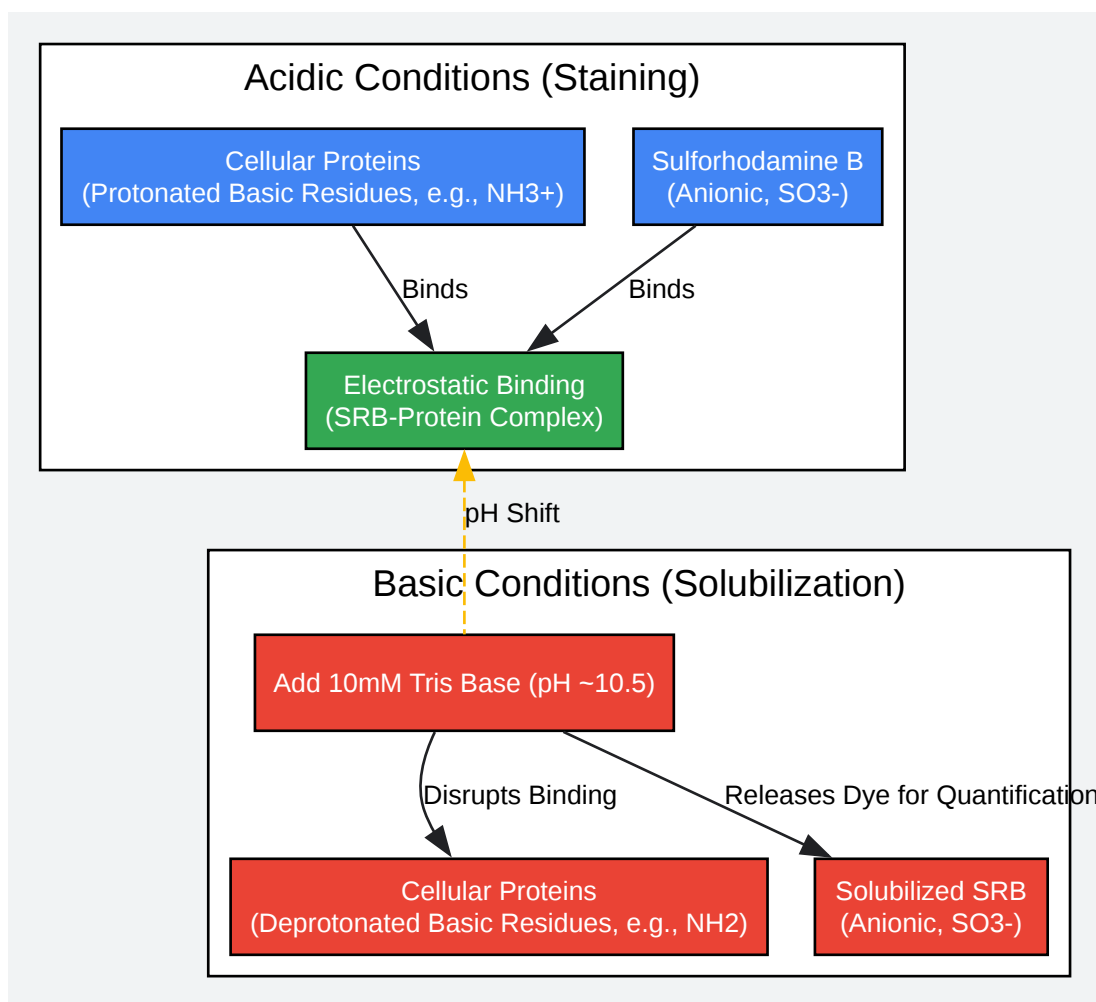 Acidic Conditions (Staining)
Cellular Proteins
(Protonated Basic Residues, e.g., NH3+)
Sulforhodamine B
(Anionic, SO3-)
Binds
Binds
Electrostatic Binding
(SRB-Protein Complex)
pH Shift
Basic Conditions (Solubilization)
Add 10mM Tris Base (pH ~10.5)
Disrupts Binding
Releases Dye for Quantification
Cellular Proteins
(Deprotonated Basic Residues, e.g., NH2)
Solubilized SRB
(Anionic, SO3-)